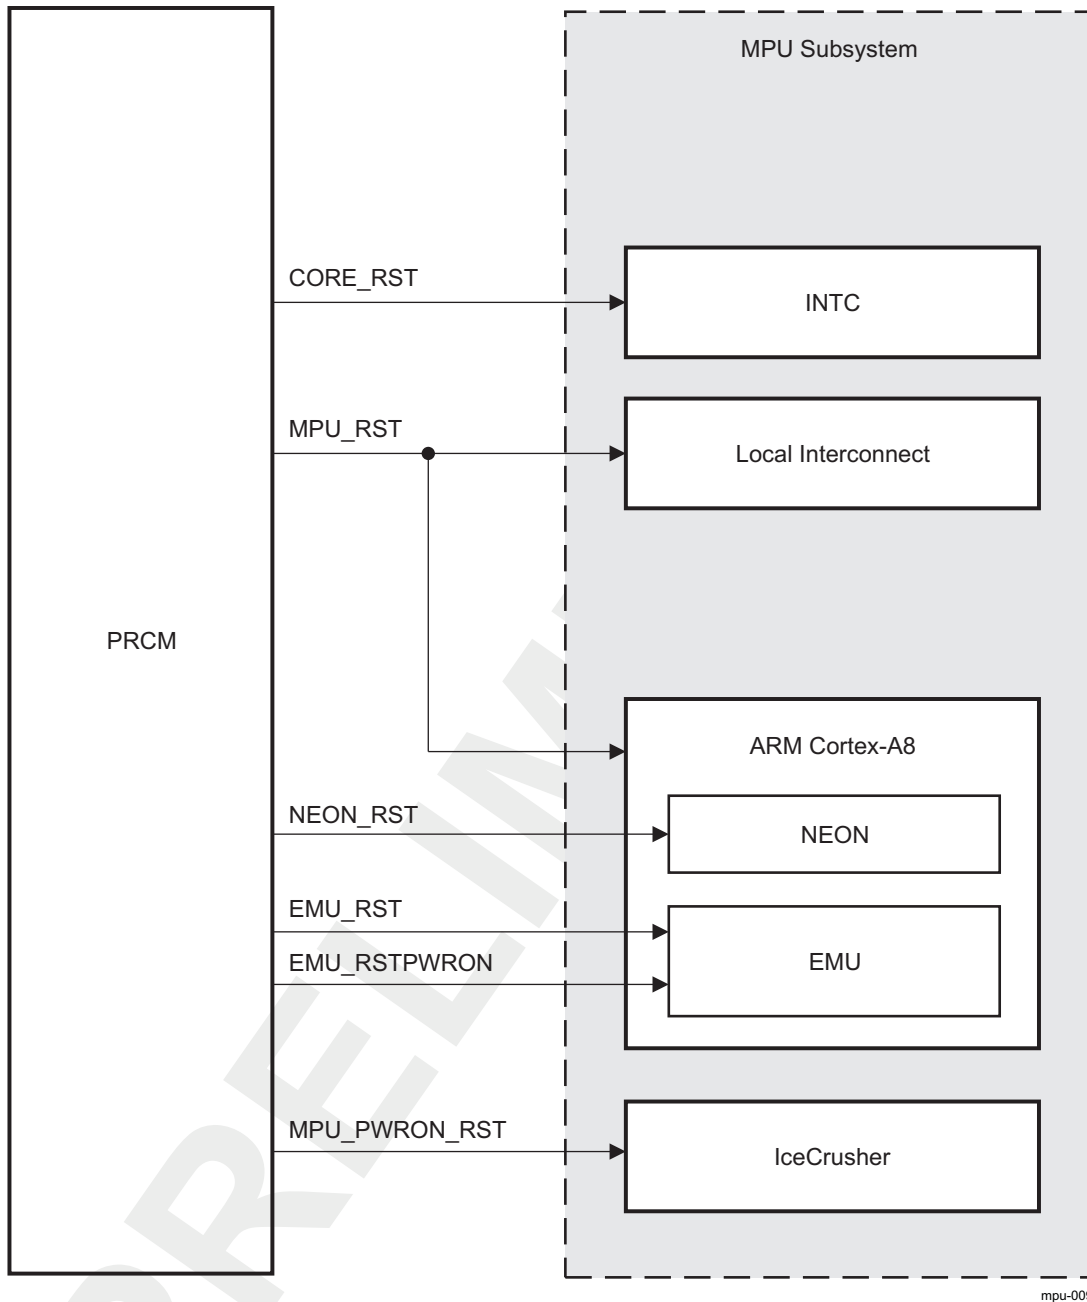 MPU Subsystem
CORE_RST
INTC
MPU_RST
Local Interconnect
PRCM
ARM Cortex-A8
NEON_RST
NEON
EMU_RST
EMU_RSTPWRON
EMU
MPU_PWRON_RST
IceCrusher